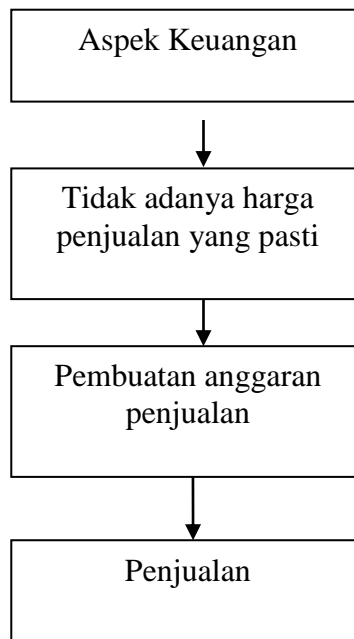 Aspek Keuangan
Tidak adanya harga
penjualan yang pasti
Pembuatan anggaran
penjualan
Penjualan